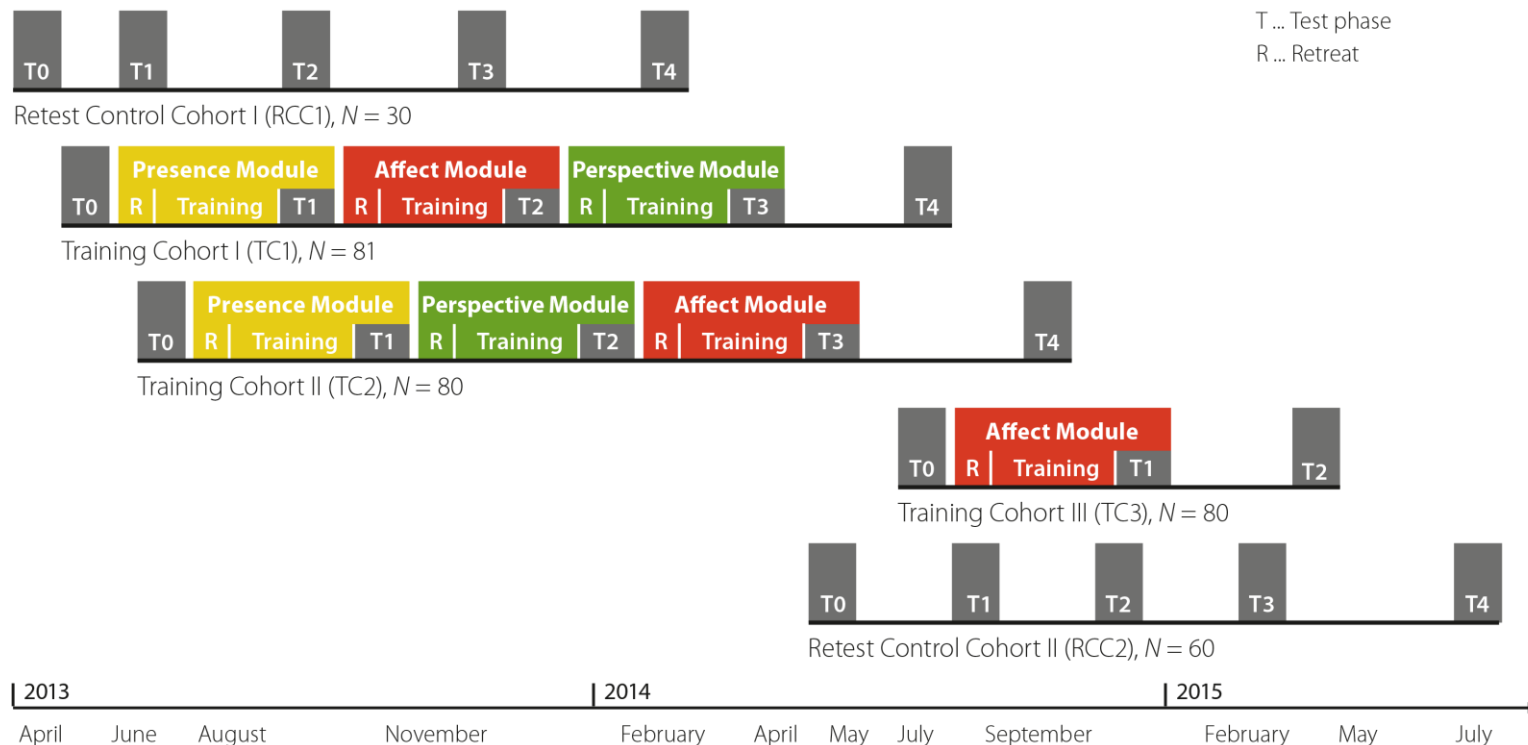 T ... Test phase
R ... Retreat
T0 T1 T2 T3 T4
Retest Control Cohort I (RCC1), N = 30
Presence Module Affect Module Perspective Module
T0 R Training T1 R Training T2 R Training T3 T4
Training Cohort I (TC1), N = 81
Presence Module Perspective Module Affect Module
T0 R Training T1 R Training T2 R Training T3 T4
Training Cohort II (TC2), N = 80
Affect Module
T0 R Training T1 T2
Training Cohort III (TC3), N = 80
T0 T1 T2 T3 T4
Retest Control Cohort II (RCC2), N = 60
2013 2014 2015
April June August November February April May July September February May July